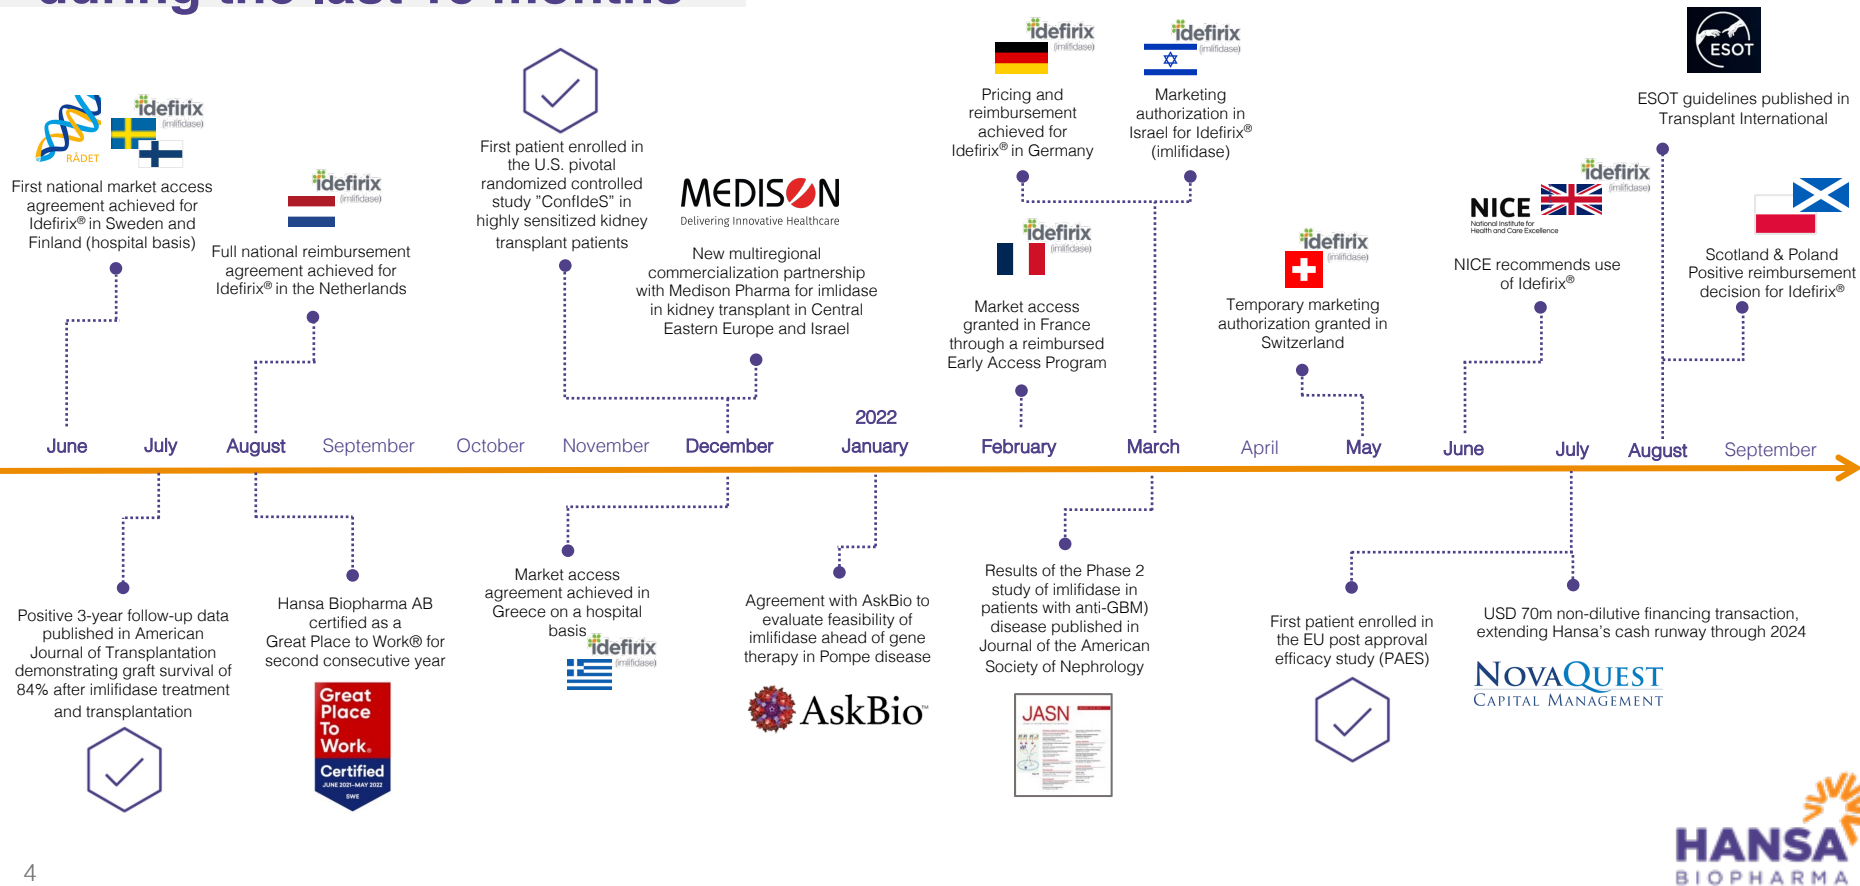 during the last 16 months
RÅDET
idefirix
(imlifidase)
First national market access
agreement achieved for
Idefirix® in Sweden and
Finland (hospital basis)
idefirix
(imlifidase)
Full national reimbursement
agreement achieved for
Idefirix® in the Netherlands
First patient enrolled in
the U.S. pivotal
randomized controlled
study ”ConfIdeS” in
highly sensitized kidney
transplant patients
MEDISON
Delivering Innovative Healthcare
New multiregional
commercialization partnership
with Medison Pharma for imlidase
in kidney transplant in Central
Eastern Europe and Israel
idefirix
(imlifidase)
Pricing and
reimbursement
achieved for
Idefirix® in Germany
idefirix
(imlifidase)
Marketing
authorization in
Israel for Idefirix®
(imlifidase)
idefirix
(imlifidase)
Market access
granted in France
through a reimbursed
Early Access Program
idefirix
(imlifidase)
Temporary marketing
authorization granted in
Switzerland
idefirix
(imlifidase)
NICE
National Institute for
Health and Care Excellence
NICE recommends use
of Idefirix®
ESOT
ESOT guidelines published in
Transplant International
Scotland & Poland
Positive reimbursement
decision for Idefirix®
2022
June July August September October November December January February March April May June July August September
Positive 3-year follow-up data
published in American
Journal of Transplantation
demonstrating graft survival of
84% after imlifidase treatment
and transplantation
Hansa Biopharma AB
certified as a
Great Place to Work® for
second consecutive year
Great
Place
To
Work®
Certified
JUNE 2021–MAY 2022
SWE
Market access
agreement achieved in
Greece on a hospital
basis
idefirix
(imlifidase)
Agreement with AskBio to
evaluate feasibility of
imlifidase ahead of gene
therapy in Pompe disease
AskBio™
Results of the Phase 2
study of imlifidase in
patients with anti-GBM)
disease published in
Journal of the American
Society of Nephrology
JASN
First patient enrolled in
the EU post approval
efficacy study (PAES)
USD 70m non-dilutive financing transaction,
extending Hansa’s cash runway through 2024
NOVAQUEST
CAPITAL MANAGEMENT
HANSA
BIOPHARMA
4